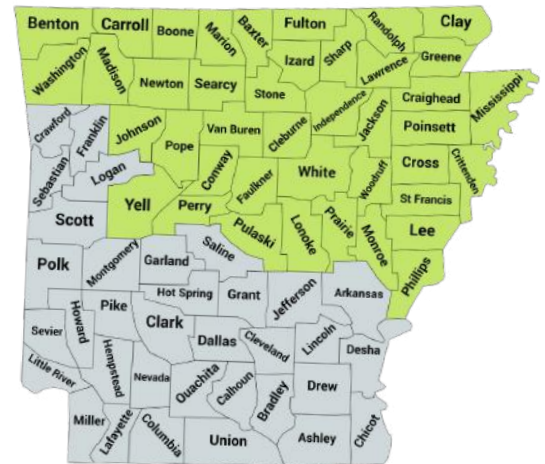 Benton
Carroll
Boone
Marion
Baxter
Fulton
Randolph
Clay
Washington
Madison
Newton
Searcy
Stone
Izard
Sharp
Lawrence
Greene
Crawford
Franklin
Johnson
Pope
Van Buren
Cleburne
Independence
Jackson
Craighead
Mississippi
Poinsett
Sebastian
Logan
Conway
Faulkner
White
Woodruff
Cross
Crittenden
Scott
Yell
Perry
Pulaski
Lonoke
Prairie
Monroe
St Francis
Lee
Phillips
Polk
Montgomery
Garland
Saline
Hot Spring
Grant
Jefferson
Arkansas
Sevier
Howard
Pike
Clark
Dallas
Cleveland
Lincoln
Desha
Little River
Hempstead
Nevada
Ouachita
Calhoun
Bradley
Drew
Miller
Lafayette
Columbia
Union
Ashley
Chicot